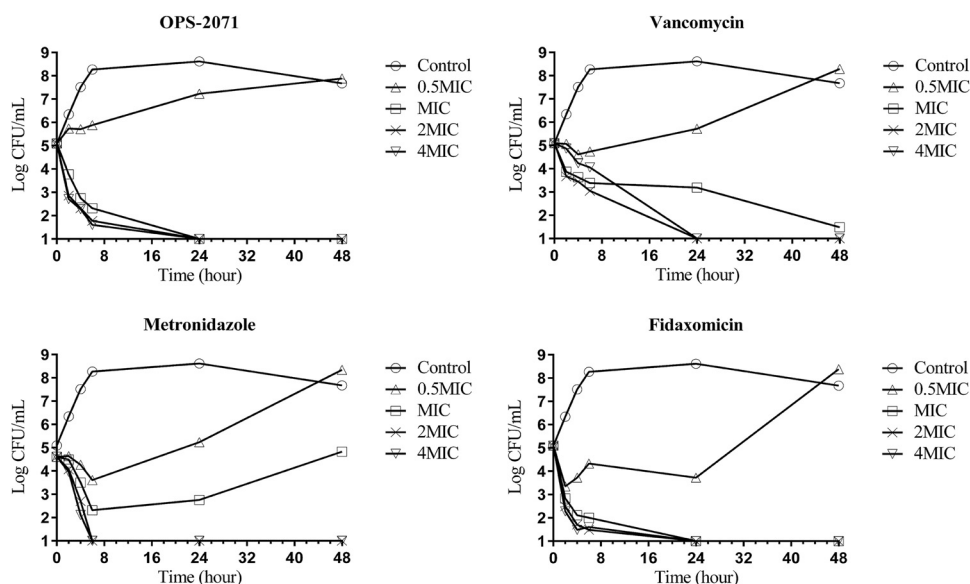 OPS-2071
Log CFU/mL
9
8
7
6
5
4
3
2
1
0 8 16 24 32 40 48
Time (hour)
Control
0.5MIC
MIC
2MIC
4MIC
Vancomycin
Log CFU/mL
9
8
7
6
5
4
3
2
1
0 8 16 24 32 40 48
Time (hour)
Control
0.5MIC
MIC
2MIC
4MIC
Metronidazole
Log CFU/mL
9
8
7
6
5
4
3
2
1
0 8 16 24 32 40 48
Time (hour)
Control
0.5MIC
MIC
2MIC
4MIC
Fidaxomicin
Log CFU/mL
9
8
7
6
5
4
3
2
1
0 8 16 24 32 40 48
Time (hour)
Control
0.5MIC
MIC
2MIC
4MIC